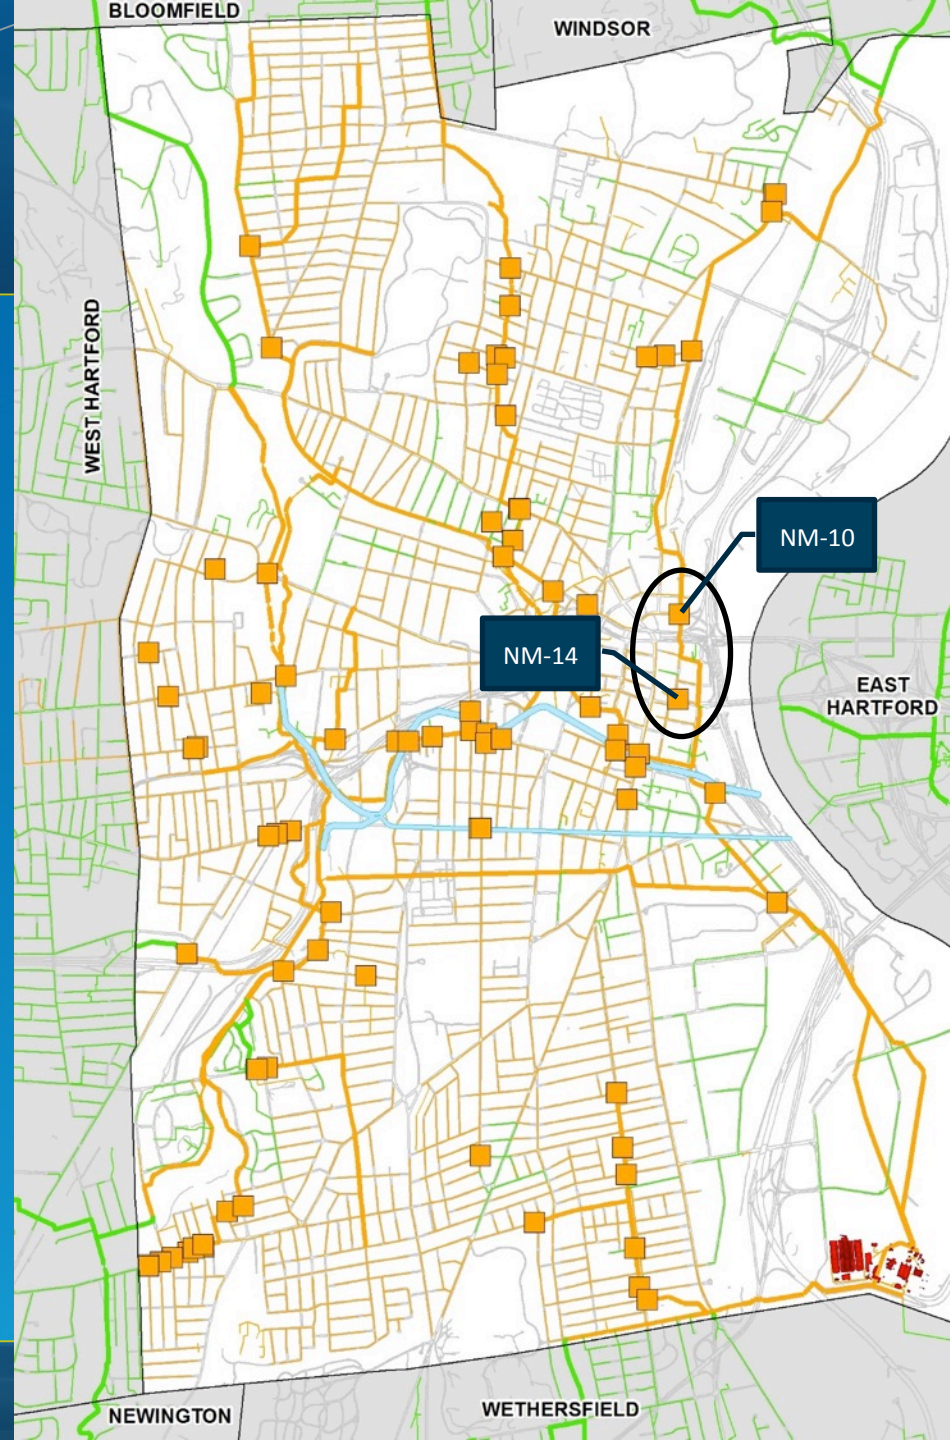 BLOOMFIELD
WINDSOR
WEST HARTFORD
NM-10
NM-14
EAST
HARTFORD
NEWINGTON
WETHERSFIELD